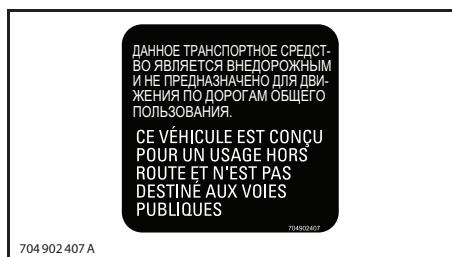 ДАННОЕ ТРАНСПОРТНОЕ СРЕДСТ-
ВО ЯВЛЯЕТСЯ ВНЕДОРОЖНЫМ
И НЕ ПРЕДНАЗНАЧЕНО ДЛЯ ДВИ-
ЖЕНИЯ ПО ДОРОГАМ ОБЩЕГО
ПОЛЬЗОВАНИЯ.
CE VÉHICULE EST CONÇU
POUR UN USAGE HORS
ROUTE ET N'EST PAS
DESTINÉ AUX VOIES
PUBLIQUES
704902407
704 902 407 A